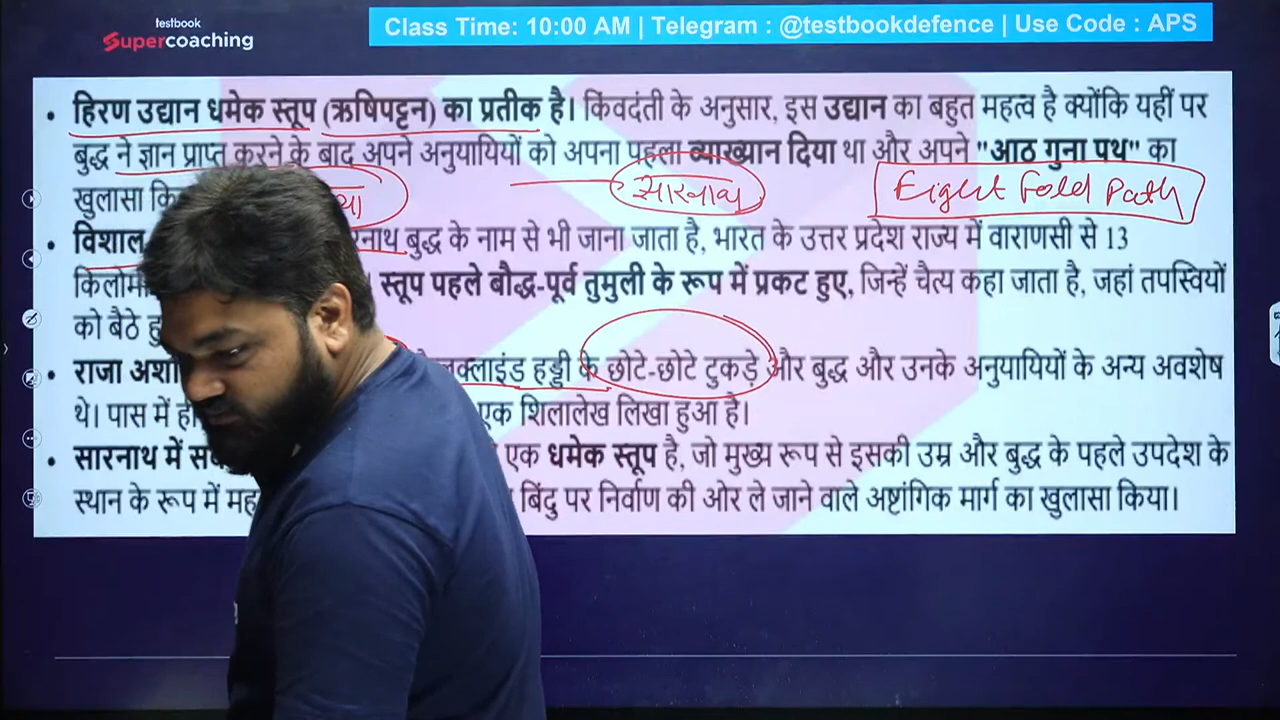 testbook
Supercoaching
Class Time: 10:00 AM | Telegram : @testbookdefence | Use Code : APS
• हिरण उद्यान धमेक स्तूप (ऋषिपट्टन) का प्रतीक है। किंवदंती के अनुसार, इस उद्यान का बहुत महत्व है क्योंकि यहीं पर
बुद्ध ने ज्ञान प्राप्त करने के बाद अपने अनुयायियों को अपना पहला व्याख्यान दिया था और अपने "आठ गुना पथ" का
खुलासा
सारनाथ
Eight Fold Path
• विशाल बुद्ध के नाम से भी जाना जाता है, भारत के उत्तर प्रदेश राज्य में वाराणसी से 13
स्तूप पहले बौद्ध-पूर्व तुमुली के रूप में प्रकट हुए, जिन्हें चैत्य कहा जाता है, जहां तपस्वियों
को बैठे
• राजा हड्डी के छोटे-छोटे टुकड़े और बुद्ध और उनके अनुयायियों के अन्य अवशेष
थे। पास में एक शिलालेख लिखा हुआ है।
• सारनाथ में एक धमेक स्तूप है, जो मुख्य रूप से इसकी उम्र और बुद्ध के पहले उपदेश के
स्थान के रूप में बिंदु पर निर्वाण की ओर ले जाने वाले अष्टांगिक मार्ग का खुलासा किया।